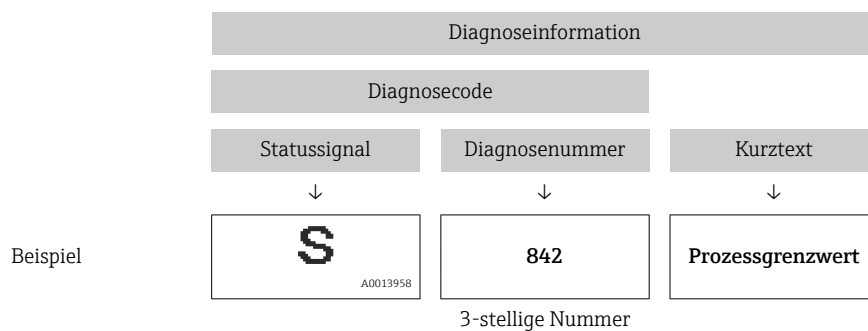 Diagnoseinformation
Diagnosecode
Statussignal Diagnosenummer Kurztext
↓ ↓ ↓
Beispiel S 842 Prozessgrenzwert
A0013958
3-stellige Nummer